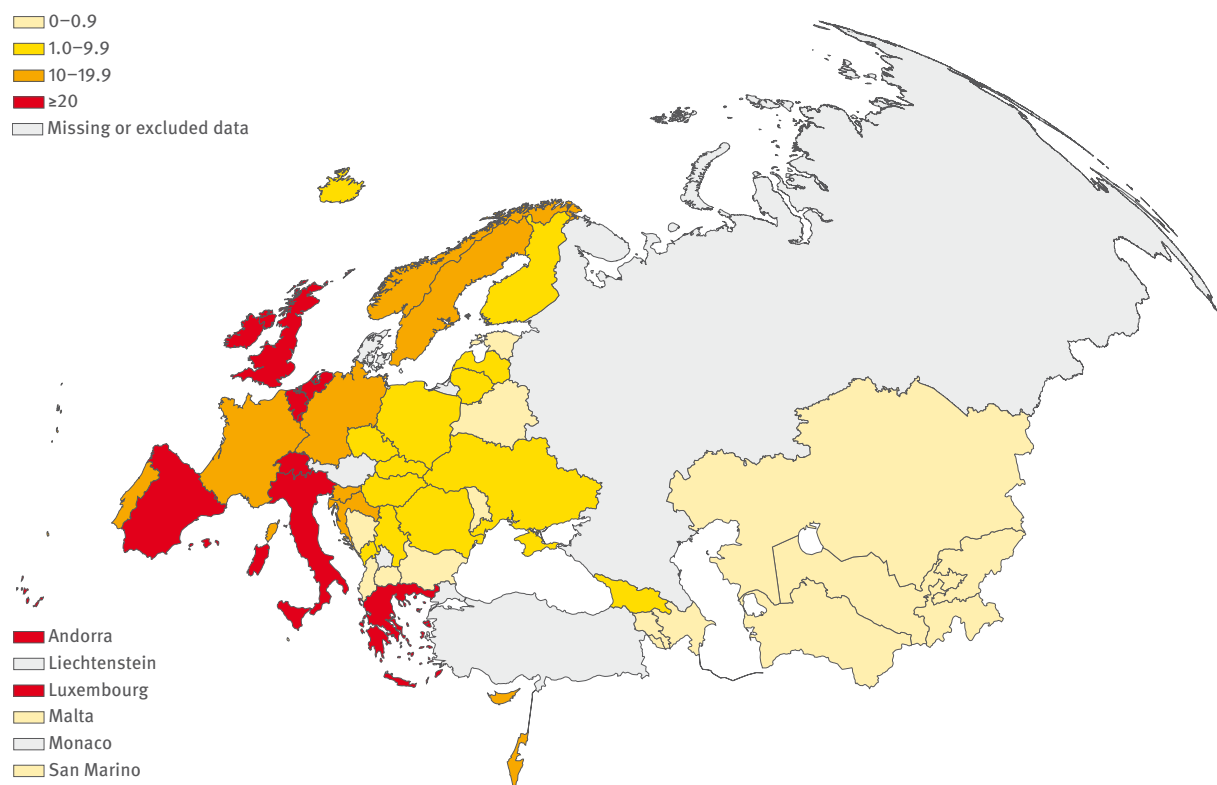 0–0.9
1.0–9.9
10–19.9
≥20
Missing or excluded data
Andorra
Liechtenstein
Luxembourg
Malta
Monaco
San Marino